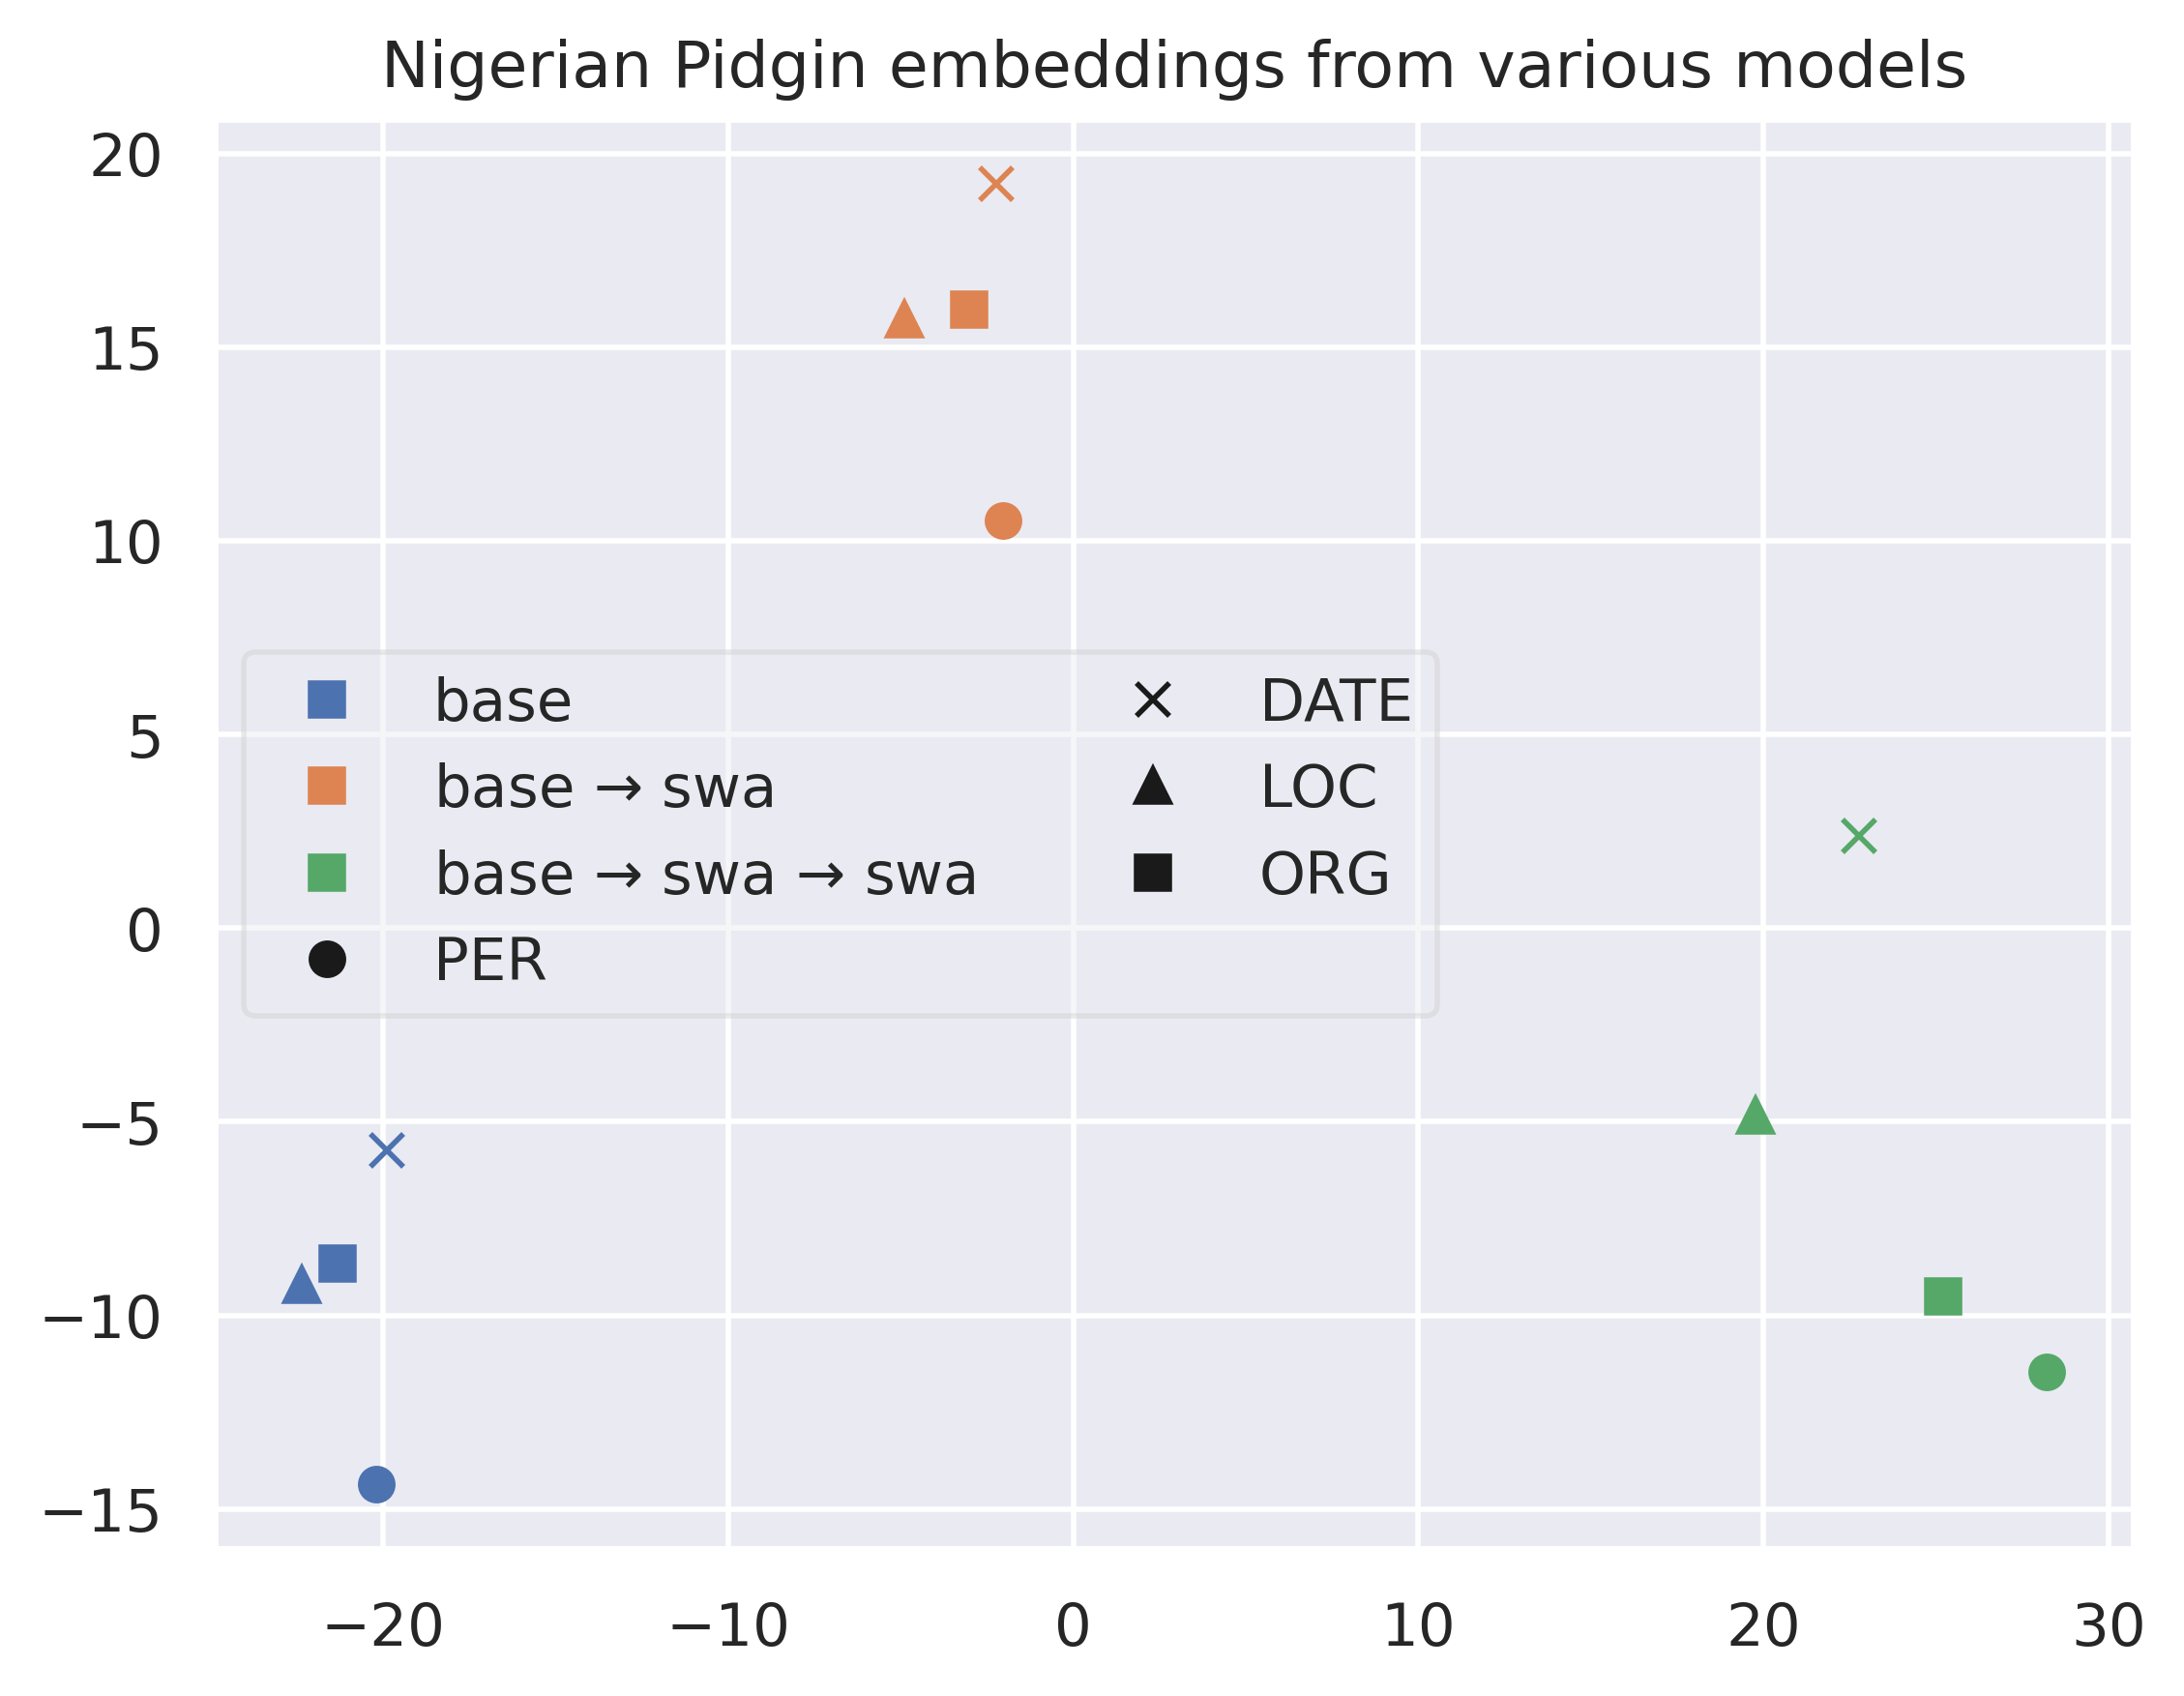 Nigerian Pidgin embeddings from various models
20
15
10
5
0
−5
−10
−15
base
base → swa
base → swa → swa
PER
DATE
LOC
ORG
−20 −10 0 10 20 30